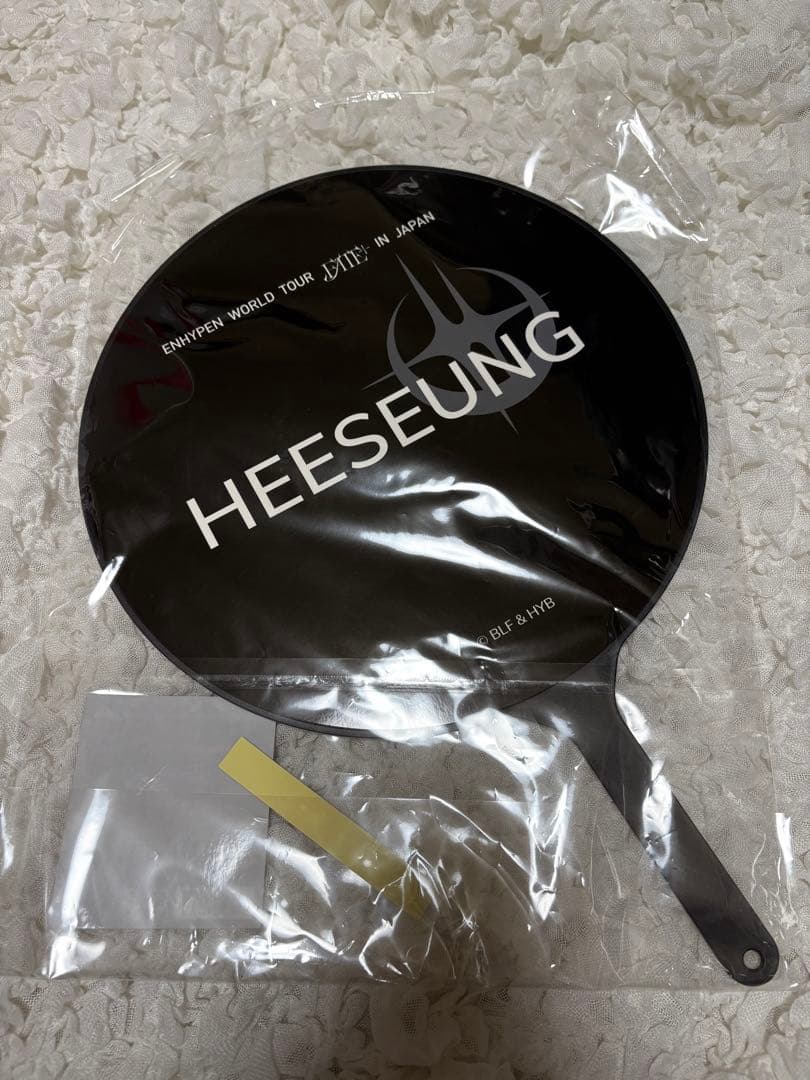 ENHYPEN WORLD TOUR FATE IN JAPAN
HEESEUNG
© BLF & HYB